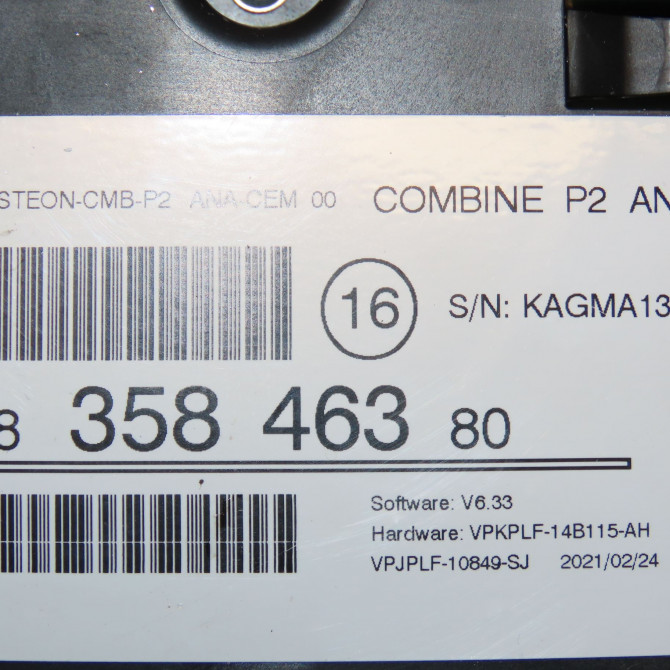 STEON-CMB-P2 ANA-CEM 00 COMBINE P2 AN
16 S/N: KAGMA13
8 358 463 80
Software: V6.33
Hardware: VPKPLF-14B115-AH
VPJPLF-10849-SJ 2021/02/24